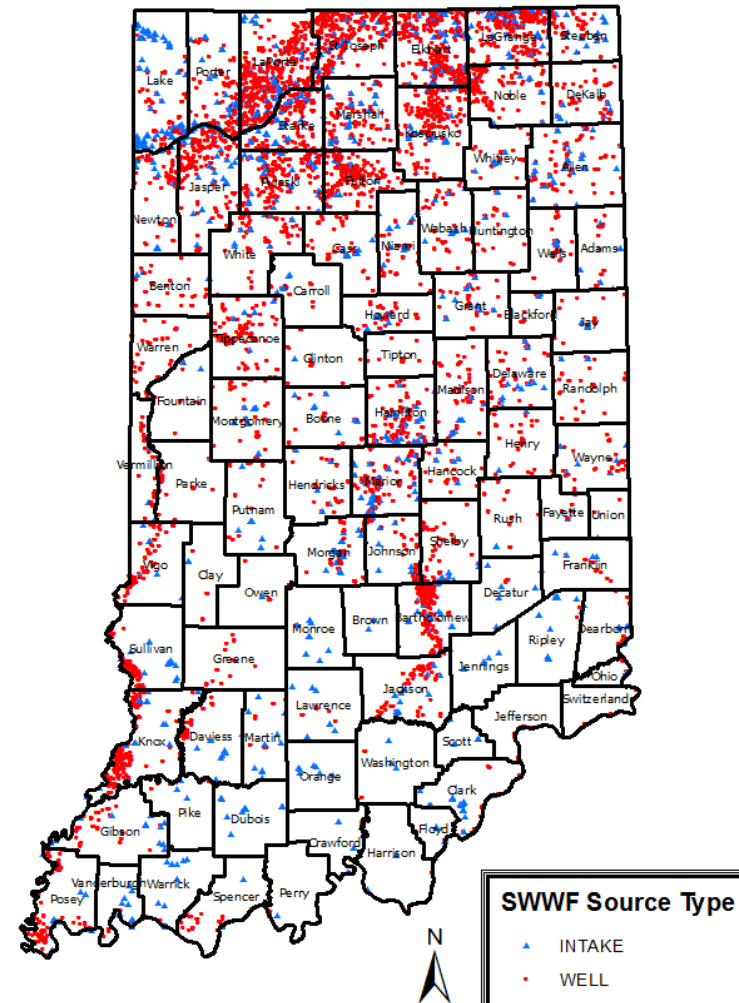 St Joseph
LaGrange
Steuben
Elkhart
LaPorte
Lake
Porter
Noble
DeKalb
Starke
Marshall
Kosciusko
Whitley
Allen
Jasper
Pulaski
Fulton
Newton
Wabash
Huntington
White
Cass
Miami
Wells
Adams
Benton
Carroll
Grant
Howard
Blackford
Jay
Warren
Tippecanoe
Clinton
Tipton
Delaware
Madison
Randolph
Fountain
Hamilton
Montgomery
Boone
Henry
Wayne
Vermillion
Hancock
Parke
Hendricks
Marion
Putnam
Rush
Fayette
Union
Shelby
Morgan
Johnson
Vigo
Franklin
Clay
Owen
Decatur
Brown
Bartholomew
Monroe
Dearborn
Ripley
Sullivan
Greene
Jennings
Ohio
Jackson
Switzerland
Lawrence
Jefferson
Knox
Daviess
Martin
Scott
Washington
Orange
Clark
Pike
Dubois
Gibson
Floyd
Crawford
Harrison
Vanderburgh
Warrick
Perry
Spencer
Posey
SWWF Source Type
N
INTAKE
WELL